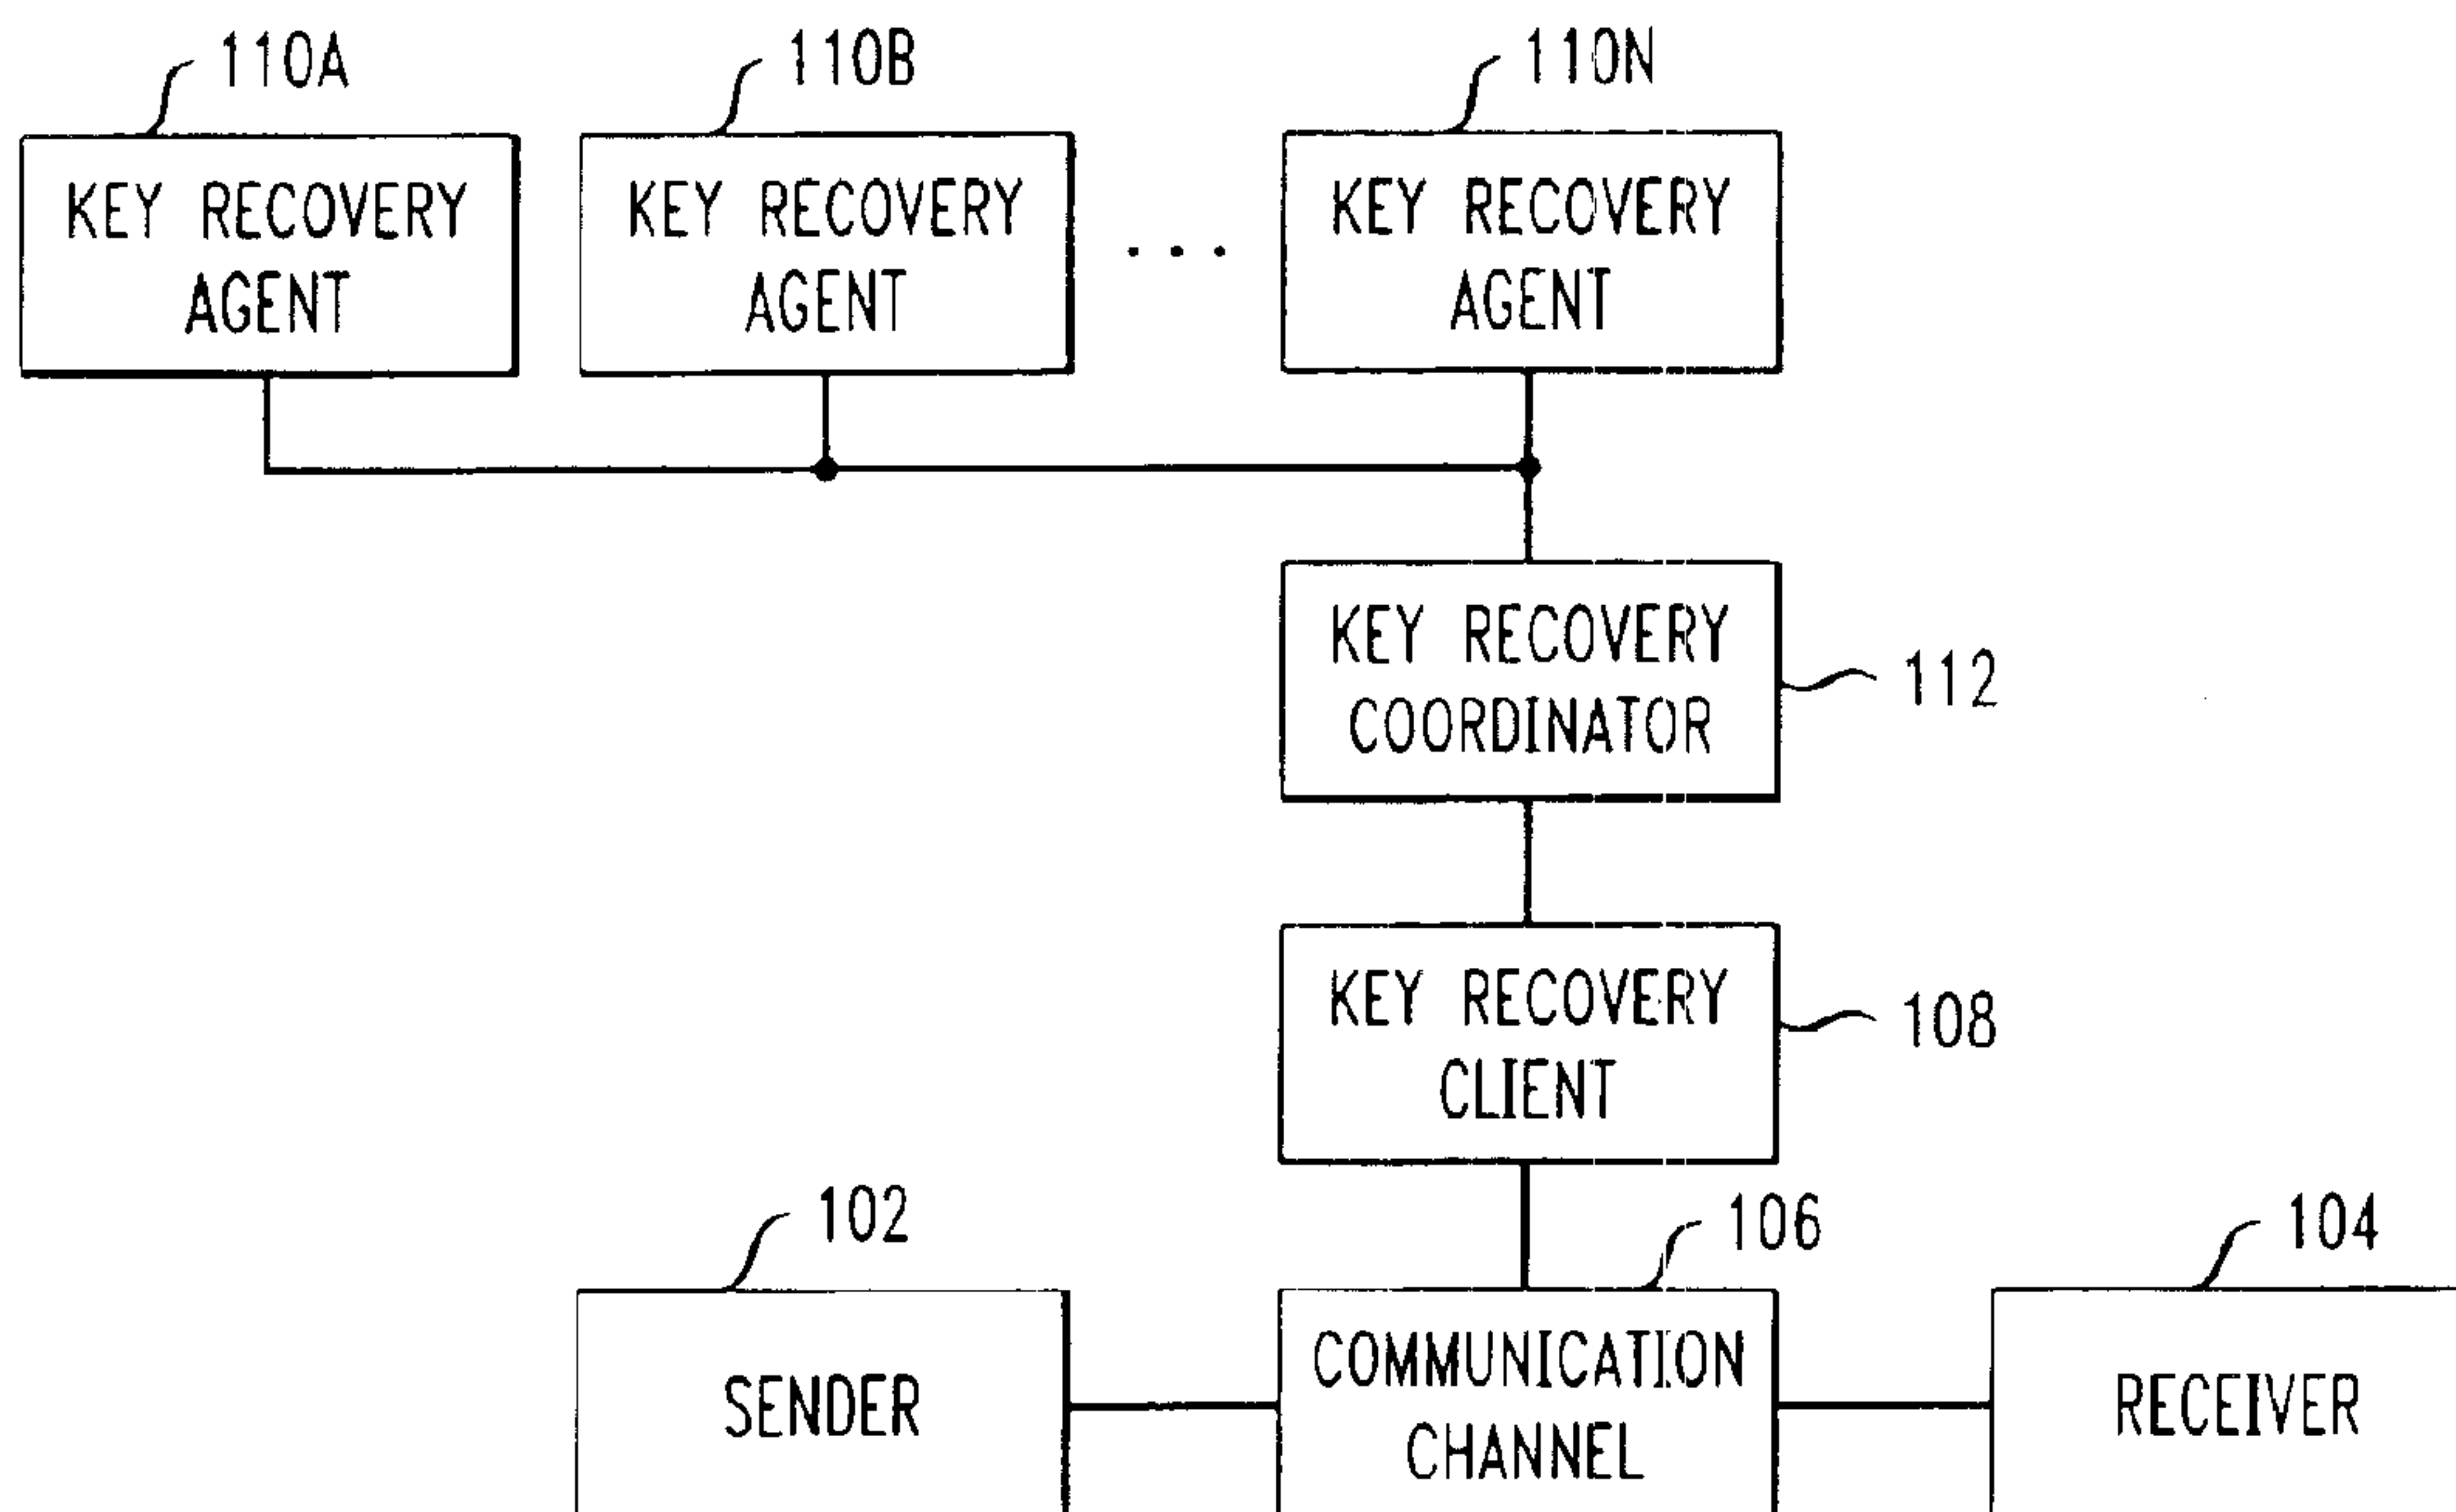 110A
110B
110N
KEY RECOVERY
AGENT
KEY RECOVERY
AGENT
...
KEY RECOVERY
AGENT
KEY RECOVERY
COORDINATOR
112
KEY RECOVERY
CLIENT
108
102
106
104
SENDER
COMMUNICATION
CHANNEL
RECEIVER